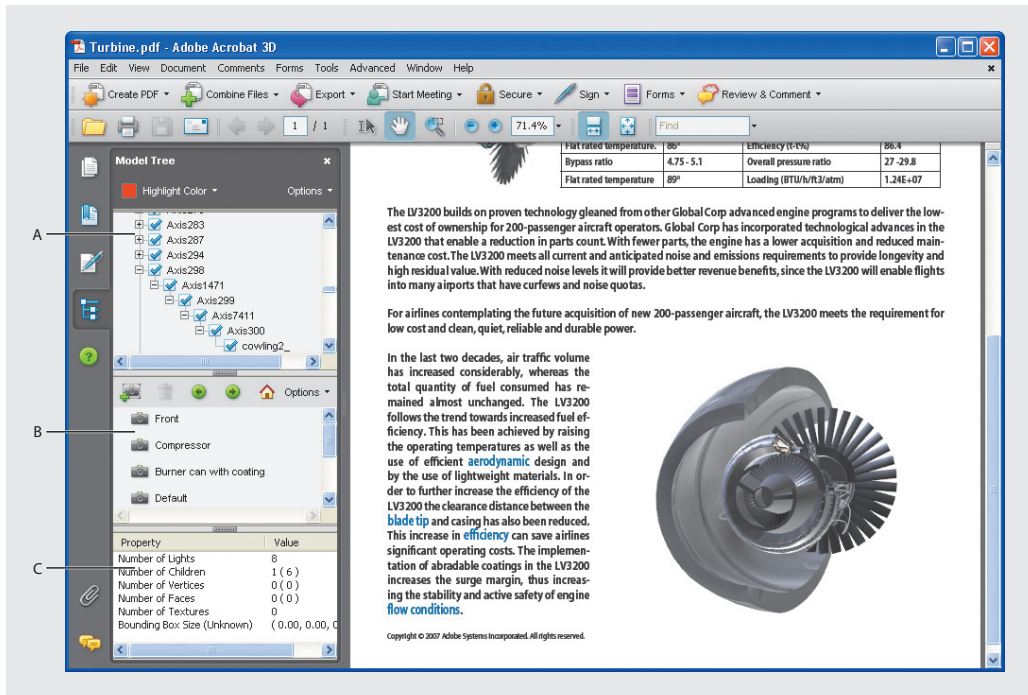 Turbine.pdf - Adobe Acrobat 3D
File Edit View Document Comments Forms Tools Advanced Window Help
Create PDF Combine Files Export Start Meeting Secure Sign Forms Review & Comment
1 / 1 71.4% Find
Model Tree
Highlight Color Options
A
Axis283
Axis287
Axis294
Axis298
Axis1471
Axis299
Axis7411
Axis300
cowling2_
Options
B
Front
Compressor
Burner can with coating
Default
Property Value
C
Number of Lights 8
Number of Children 1 ( 6 )
Number of Vertices 0 ( 0 )
Number of Faces 0 ( 0 )
Number of Textures 0
Bounding Box Size (Unknown) ( 0.00, 0.00, 0
Flat rated temperature. 86° Efficiency (t-t%) 86.4
Bypass ratio 4.75 - 5.1 Overall pressure ratio 27 -29.8
Flat rated temperature 89° Loading (BTU/h/ft3/atm) 1.24E+07
The LV3200 builds on proven technology gleaned from other Global Corp advanced engine programs to deliver the low-
est cost of ownership for 200-passenger aircraft operators. Global Corp has incorporated technological advances in the
LV3200 that enable a reduction in parts count. With fewer parts, the engine has a lower acquisition and reduced main-
tenance cost. The LV3200 meets all current and anticipated noise and emissions requirements to provide longevity and
high residual value. With reduced noise levels it will provide better revenue benefits, since the LV3200 will enable flights
into many airports that have curfews and noise quotas.
For airlines contemplating the future acquisition of new 200-passenger aircraft, the LV3200 meets the requirement for
low cost and clean, quiet, reliable and durable power.
In the last two decades, air traffic volume
has increased considerably, whereas the
total quantity of fuel consumed has re-
mained almost unchanged. The LV3200
follows the trend towards increased fuel ef-
ficiency. This has been achieved by raising
the operating temperatures as well as the
use of efficient aerodynamic design and
by the use of lightweight materials. In or-
der to further increase the efficiency of the
LV3200 the clearance distance between the
blade tip and casing has also been reduced.
This increase in efficiency can save airlines
significant operating costs. The implemen-
tation of abradable coatings in the LV3200
increases the surge margin, thus increas-
ing the stability and active safety of engine
flow conditions.
Copyright © 2007 Adobe Systems Incorporated. All rights reserved.